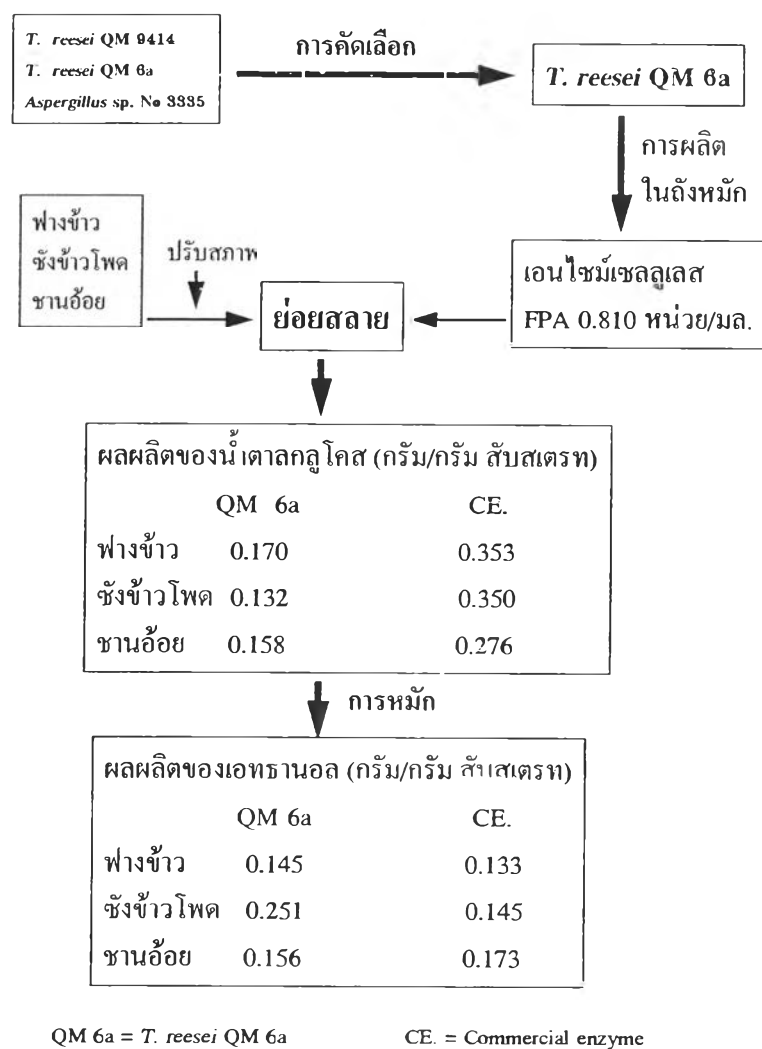 T. reesei QM 9414
T. reesei QM 6a
Aspergillus sp. No 3335
การคัดเลือก
T. reesei QM 6a
การผลิต
ในถังหมัก
ฟางข้าว
ซังข้าวโพด
ชานอ้อย
ปรับสภาพ
ย่อยสลาย
เอนไซม์เซลลูเลส
FPA 0.810 หน่วย/มล.
ผลผลิตของน้ำตาลกลูโคส (กรัม/กรัม สับสเตรท)
QM 6a CE.
ฟางข้าว 0.170 0.353
ซังข้าวโพด 0.132 0.350
ชานอ้อย 0.158 0.276
การหมัก
ผลผลิตของเอทธานอล (กรัม/กรัม สับสเตรท)
QM 6a CE.
ฟางข้าว 0.145 0.133
ซังข้าวโพด 0.251 0.145
ชานอ้อย 0.156 0.173
QM 6a = T. reesei QM 6a CE. = Commercial enzyme